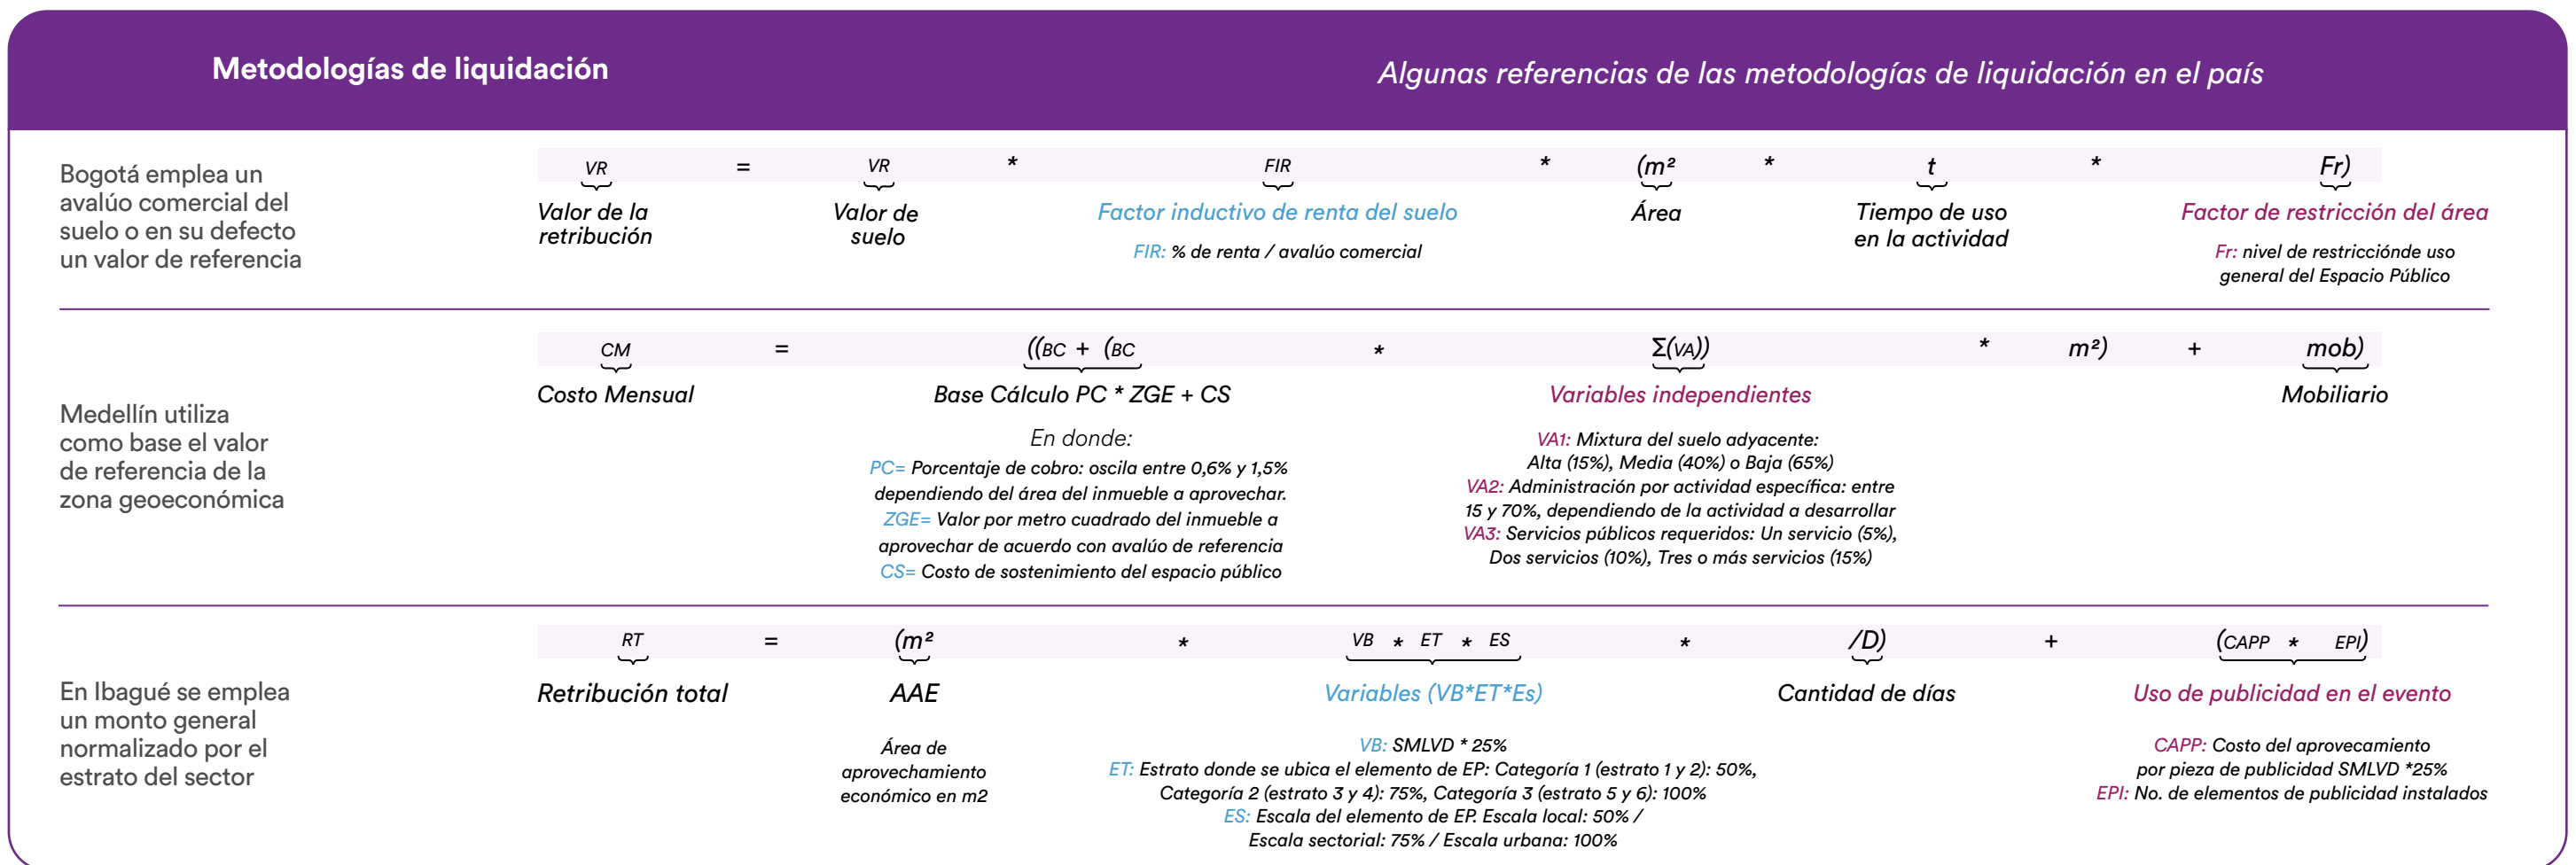 Metodologías de liquidación
Algunas referencias de las metodologías de liquidación en el país
Bogotá emplea un
avalúo comercial del
suelo o en su defecto
un valor de referencia
VR = VR * FIR * (m² * t * Fr)
Valor de la
retribución
Valor de
suelo
Factor inductivo de renta del suelo
FIR: % de renta / avalúo comercial
Área
Tiempo de uso
en la actividad
Factor de restricción del área
Fr: nivel de restricciónde uso
general del Espacio Público
Medellín utiliza
como base el valor
de referencia de la
zona geoeconómica
CM = ((BC + (BC * Σ(VA)) * m²) + mob)
Costo Mensual
Base Cálculo PC * ZGE + CS
En donde:
PC= Porcentaje de cobro: oscila entre 0,6% y 1,5%
dependiendo del área del inmueble a aprovechar.
ZGE= Valor por metro cuadrado del inmueble a
aprovechar de acuerdo con avalúo de referencia
CS= Costo de sostenimiento del espacio público
Variables independientes
VA1: Mixtura del suelo adyacente:
Alta (15%), Media (40%) o Baja (65%)
VA2: Administración por actividad específica: entre
15 y 70%, dependiendo de la actividad a desarrollar
VA3: Servicios públicos requeridos: Un servicio (5%),
Dos servicios (10%), Tres o más servicios (15%)
Mobiliario
En Ibagué se emplea
un monto general
normalizado por el
estrato del sector
RT = (m² * VB * ET * ES * /D) + (CAPP * EPI)
Retribución total
AAE
Área de
aprovechamiento
económico en m2
Variables (VB*ET*Es)
VB: SMLVD * 25%
ET: Estrato donde se ubica el elemento de EP: Categoría 1 (estrato 1 y 2): 50%,
Categoría 2 (estrato 3 y 4): 75%, Categoría 3 (estrato 5 y 6): 100%
ES: Escala del elemento de EP. Escala local: 50% /
Escala sectorial: 75% / Escala urbana: 100%
Cantidad de días
Uso de publicidad en el evento
CAPP: Costo del aprovecamiento
por pieza de publicidad SMLVD *25%
EPI: No. de elementos de publicidad instalados